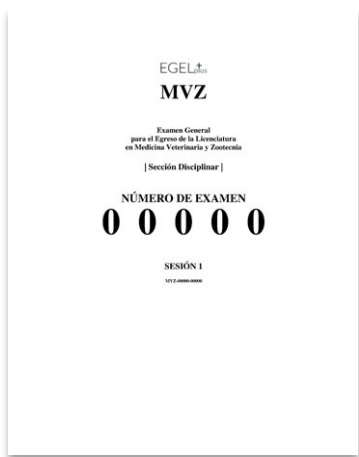 EGEL+plus
MVZ
Examen General
para el Egreso de la Licenciatura
en Medicina Veterinaria y Zootecnia
| Sección Disciplinar |
NÚMERO DE EXAMEN
0 0 0 0 0
SESIÓN 1
MVZ-00000-00000